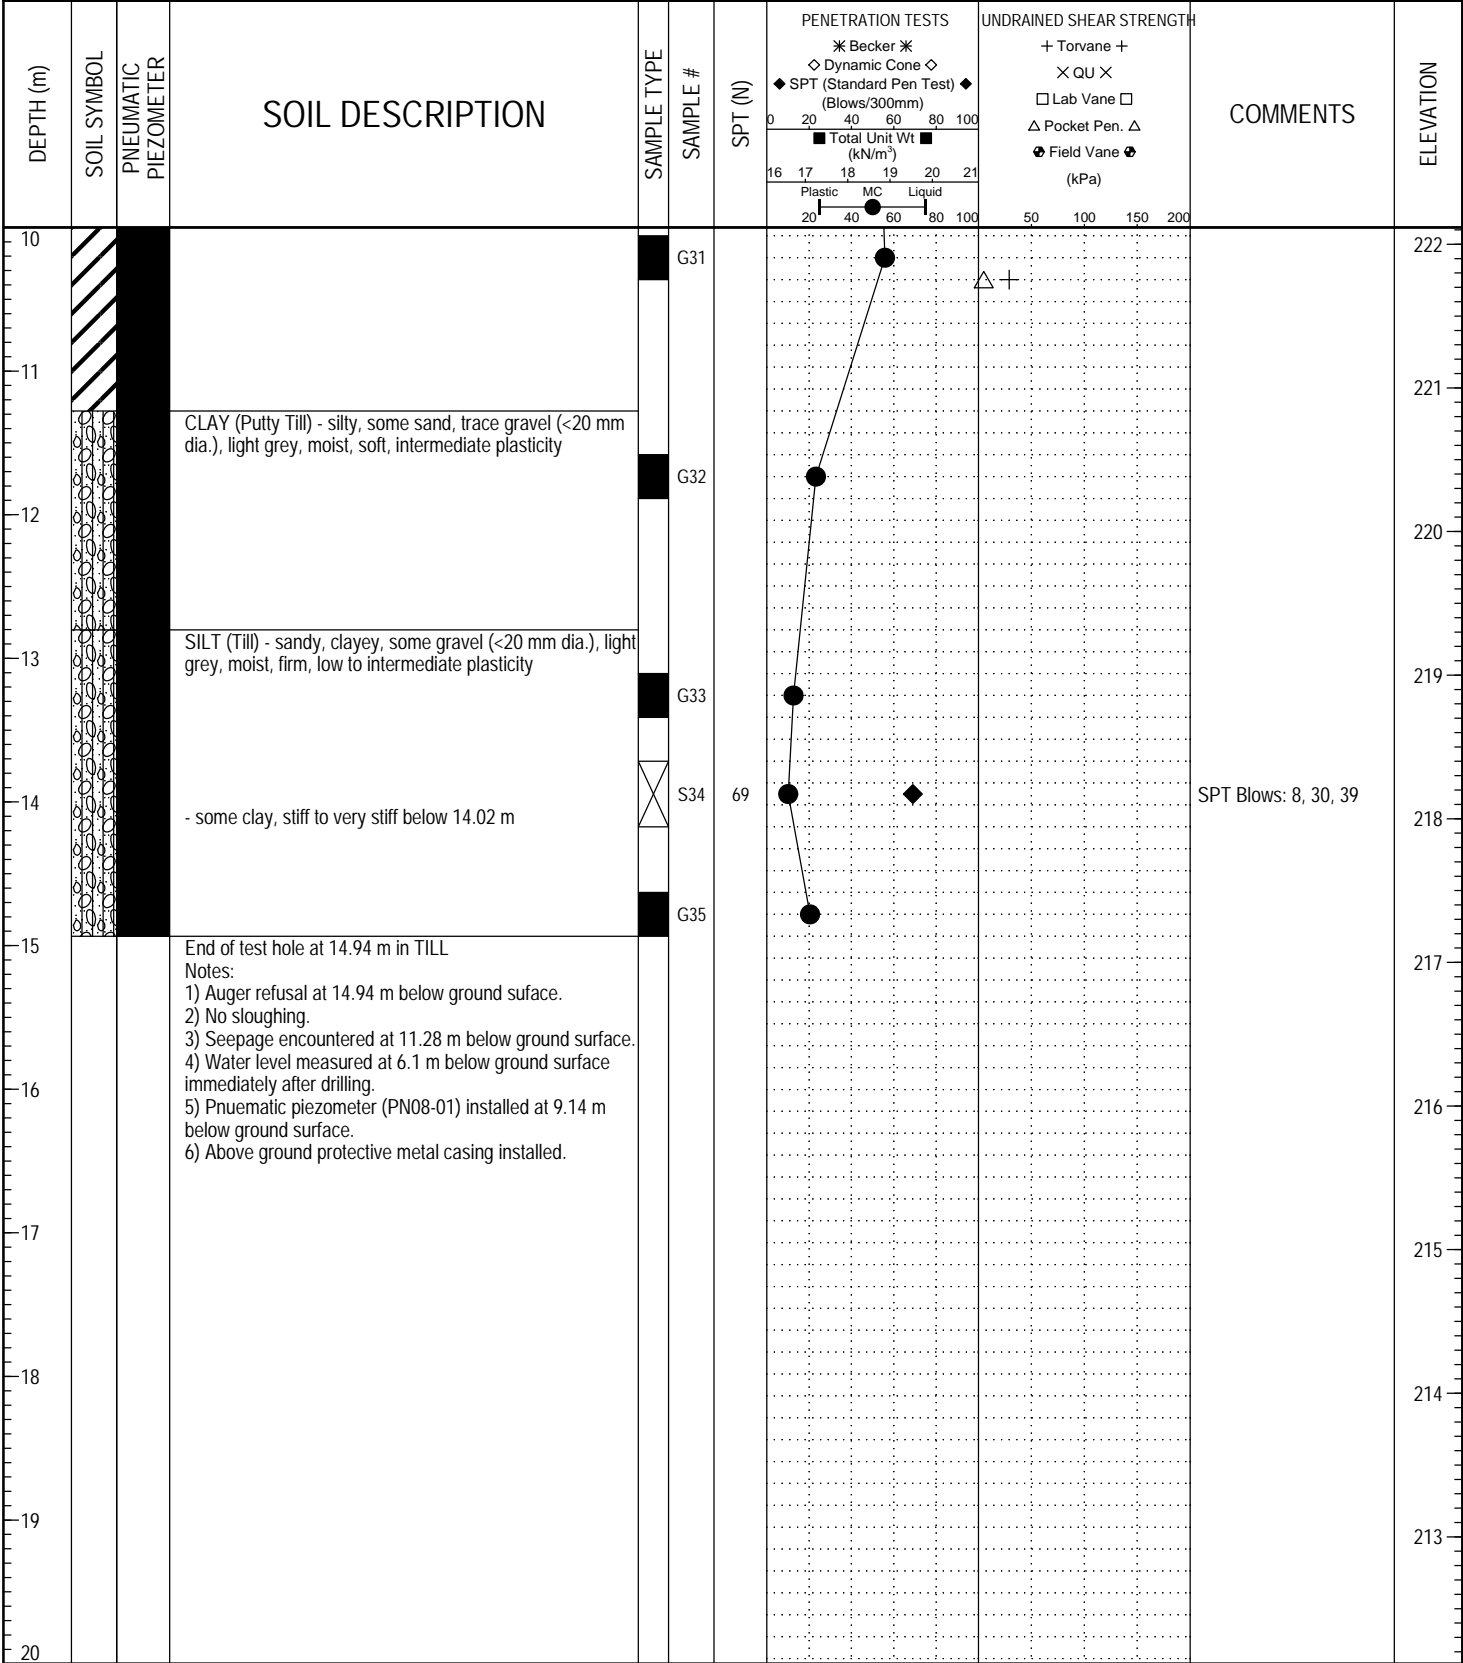 DEPTH (m)
SOIL SYMBOL
PNEUMATIC
PIEZOMETER
SOIL DESCRIPTION
SAMPLE TYPE
SAMPLE #
SPT (N)
PENETRATION TESTS
✳ Becker ✳
◇ Dynamic Cone ◇
◆ SPT (Standard Pen Test) ◆
(Blows/300mm)
0 20 40 60 80 100
■ Total Unit Wt ■
(kN/m³)
16 17 18 19 20 21
Plastic MC Liquid
20 40 60 80 100
UNDRAINED SHEAR STRENGTH
+ Torvane +
× QU ×
□ Lab Vane □
△ Pocket Pen. △
Field Vane
(kPa)
50 100 150 200
COMMENTS
ELEVATION
10
G31
222
11
221
CLAY (Putty Till) - silty, some sand, trace gravel (<20 mm
dia.), light grey, moist, soft, intermediate plasticity
G32
12
220
SILT (Till) - sandy, clayey, some gravel (<20 mm dia.), light
grey, moist, firm, low to intermediate plasticity
13
219
G33
S34
69
SPT Blows: 8, 30, 39
14
- some clay, stiff to very stiff below 14.02 m
218
G35
15
End of test hole at 14.94 m in TILL
217
Notes:
1) Auger refusal at 14.94 m below ground suface.
2) No sloughing.
3) Seepage encountered at 11.28 m below ground surface.
4) Water level measured at 6.1 m below ground surface
immediately after drilling.
16
5) Pnuematic piezometer (PN08-01) installed at 9.14 m
below ground surface.
216
6) Above ground protective metal casing installed.
17
215
18
214
19
213
20